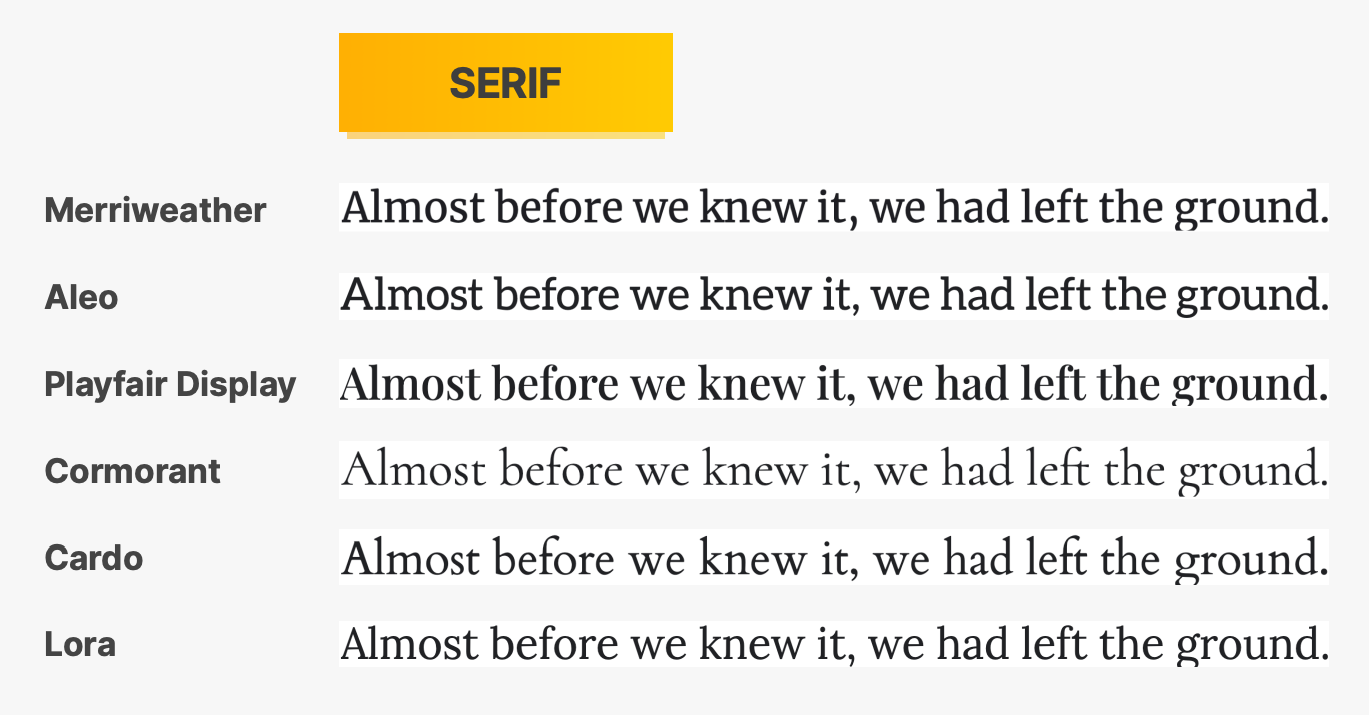 SERIF
Merriweather Almost before we knew it, we had left the ground.
Aleo Almost before we knew it, we had left the ground.
Playfair Display Almost before we knew it, we had left the ground.
Cormorant Almost before we knew it, we had left the ground.
Cardo Almost before we knew it, we had left the ground.
Lora Almost before we knew it, we had left the ground.